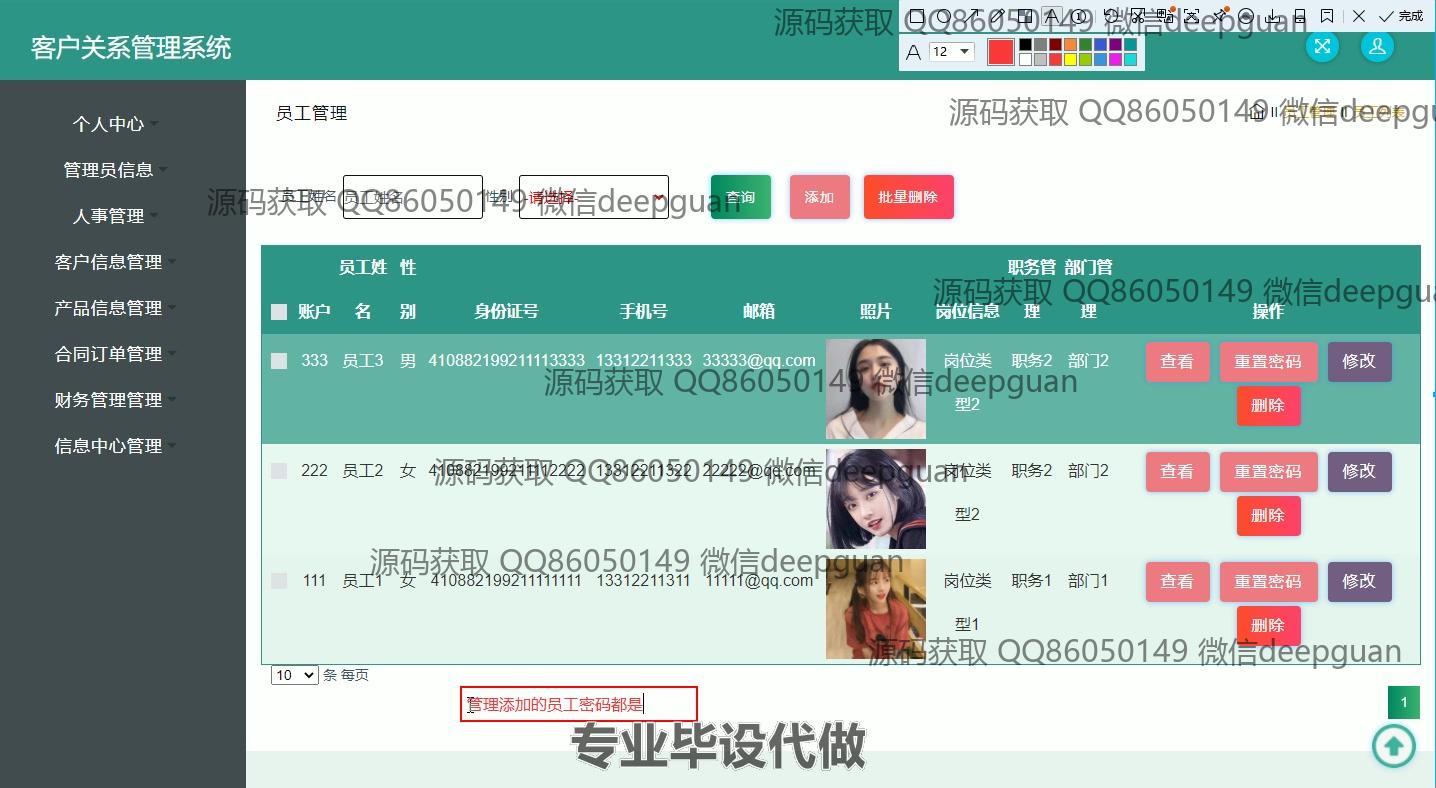 源码获取 QQ86050149 微信deepguan
完成
客户关系管理系统
A 12
个人中心
管理员信息
人事管理
客户信息管理
产品信息管理
合同订单管理
财务管理管理
信息中心管理
员工管理
源码获取 QQ86050149 微信deepgu
员工姓名 员工姓名 性别 -请选择- 查询 添加 批量删除
源码获取 QQ86050149 微信deepguan
账户 员工姓名 性别 身份证号 手机号 邮箱 照片 岗位信息 职务管理 部门管理 操作
源码获取 QQ86050149 微信deepgua
333 员工3 男 410882199211113333 13312211333 33333@qq.com 岗位类型2 职务2 部门2 查看 重置密码 修改 删除
源码获取 QQ86050149 微信deepguan
222 员工2 女 410882199211112222 13812211322 22222@qq.com 岗位类型2 职务2 部门2 查看 重置密码 修改 删除
源码获取 QQ86050149 微信deepguan
111 员工1 女 410882199211111111 13312211311 11111@qq.com 岗位类型1 职务1 部门1 查看 重置密码 修改 删除
源码获取 QQ86050149 微信deepguan
源码获取 QQ86050149 微信deepguan
10 条 每页
管理添加的员工密码都是
1
专业毕设代做